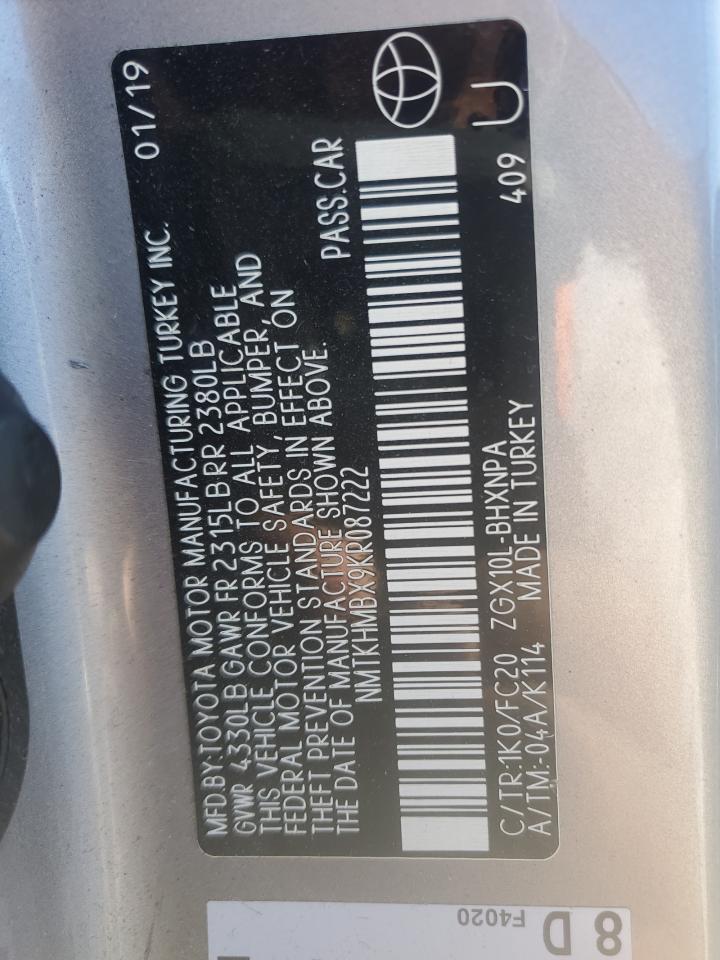 MFD.BY:TOYOTA MOTOR MANUFACTURING TURKEY INC. 01/19
GVWR 4330LB GAWR FR 2315LB RR 2380LB
THIS VEHICLE CONFORMS TO ALL APPLICABLE
FEDERAL MOTOR VEHICLE SAFETY, BUMPER, AND
THEFT PREVENTION STANDARDS IN EFFECT ON
THE DATE OF MANUFACTURE SHOWN ABOVE.
NMTKHMBX9KR087222 PASS.CAR
C/TR:1K0/FC20 ZGX10L-BHXNPA 409 U
A/TM:-04A/K114 MADE IN TURKEY
8 D
F4020